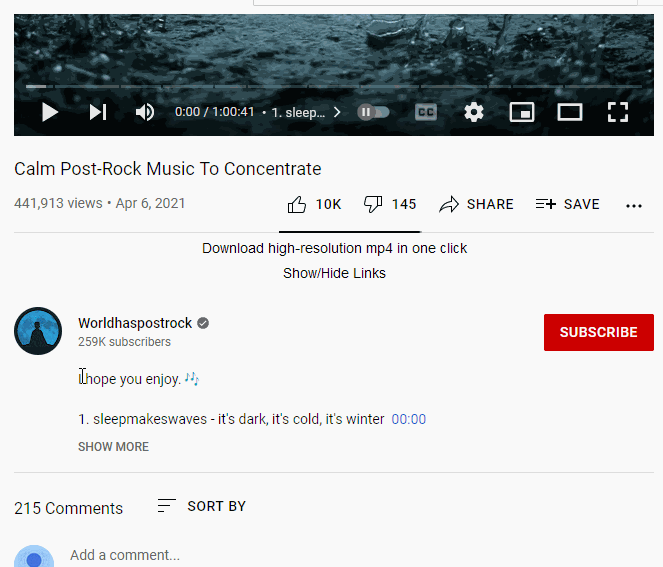 0:00 / 1:00:41 • 1. sleep... CC
Calm Post-Rock Music To Concentrate
441,913 views • Apr 6, 2021 10K 145 SHARE SAVE
Download high-resolution mp4 in one click
Show/Hide Links
Worldhaspostrock
259K subscribers
SUBSCRIBE
I hope you enjoy. 🎶
1. sleepmakeswaves - it's dark, it's cold, it's winter 00:00
SHOW MORE
215 Comments SORT BY
Add a comment...